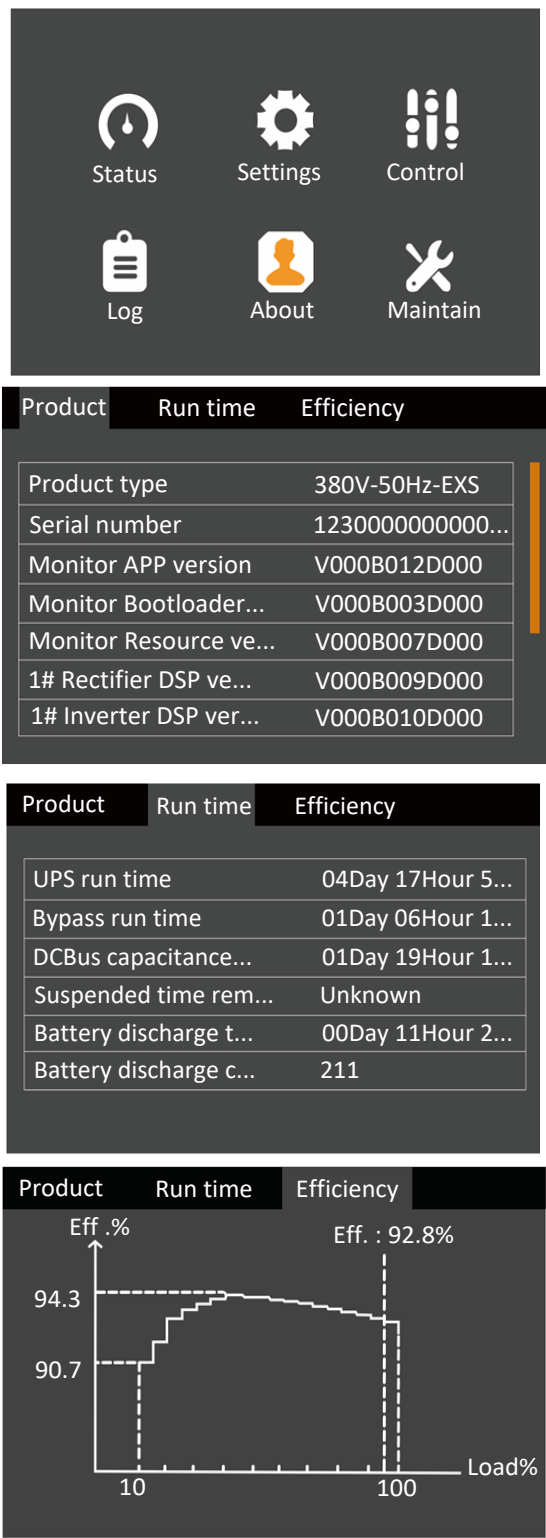 Status Settings Control
Log About Maintain
Product Run time Efficiency
Product type 380V-50Hz-EXS
Serial number 1230000000000...
Monitor APP version V000B012D000
Monitor Bootloader... V000B003D000
Monitor Resource ve... V000B007D000
1# Rectifier DSP ve... V000B009D000
1# Inverter DSP ver... V000B010D000
Product Run time Efficiency
UPS run time 04Day 17Hour 5...
Bypass run time 01Day 06Hour 1...
DCBus capacitance... 01Day 19Hour 1...
Suspended time rem... Unknown
Battery discharge t... 00Day 11Hour 2...
Battery discharge c... 211
Product Run time Efficiency
Eff .% Eff. : 92.8%
94.3
90.7
Load%
10 100